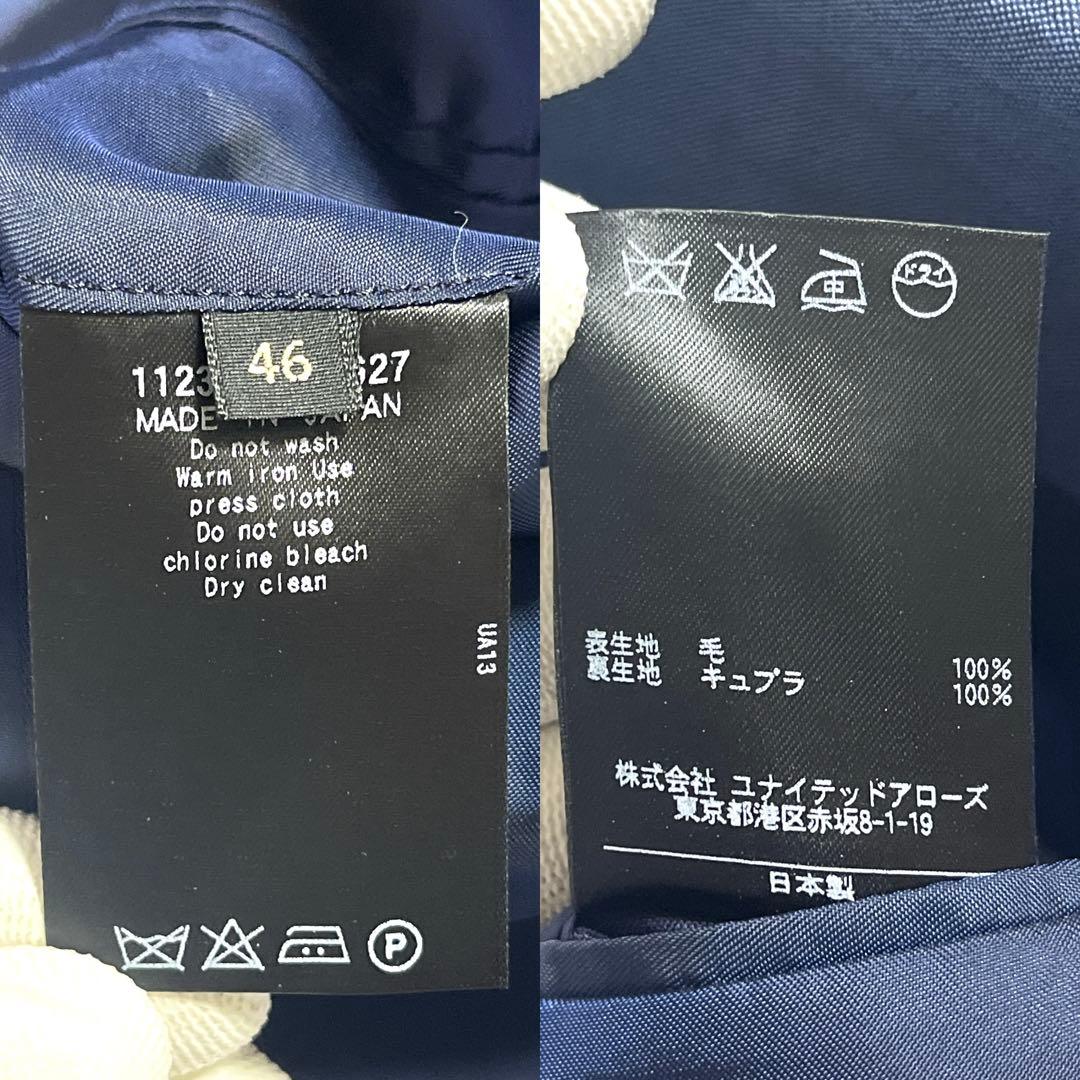 46
MADE IN JAPAN
Do not wash
Warm iron Use
press cloth
Do not use
chlorine bleach
Dry clean
UA13
P
中
ドライ
表生地 毛 100%
裏生地 キュプラ 100%
株式会社 ユナイテッドアローズ
東京都港区赤坂8-1-19
日本製